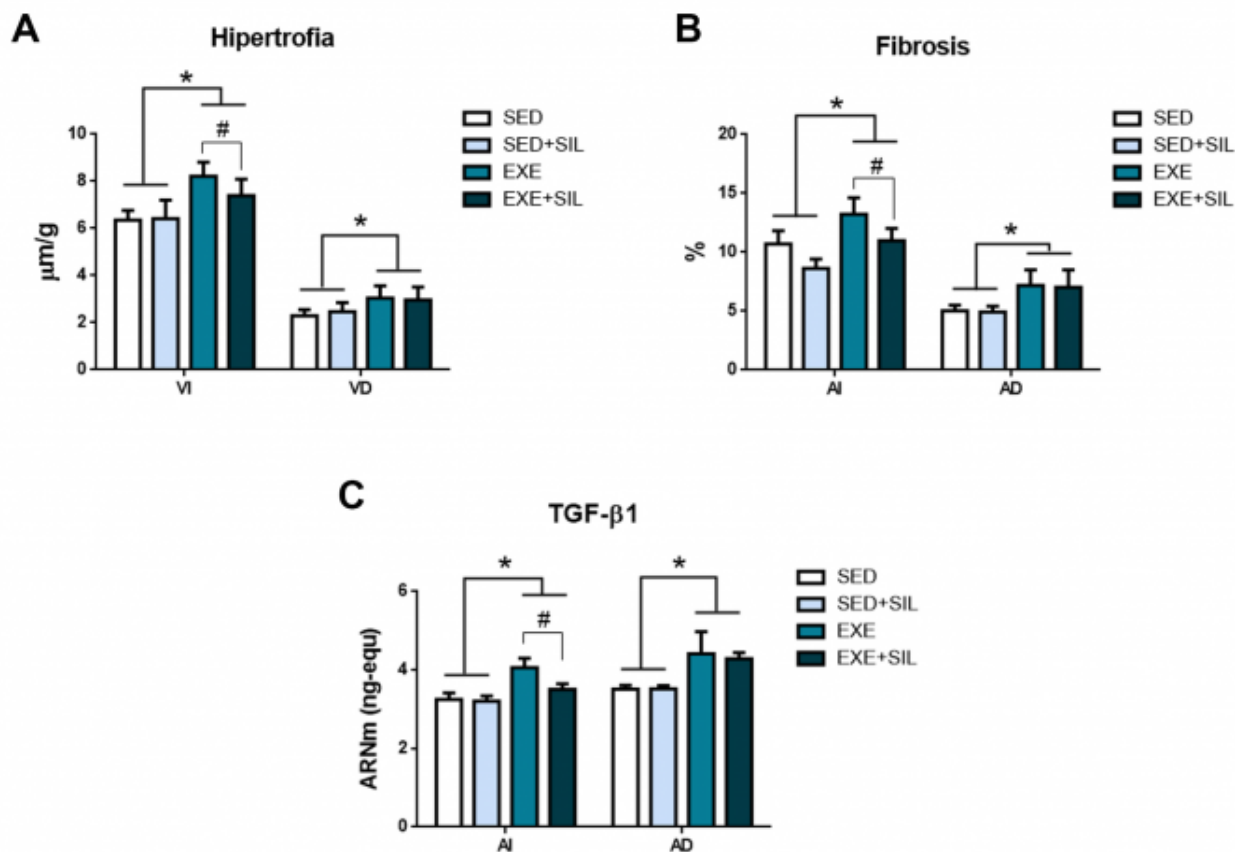 A
Hipertrofia
*
#
*
10
8
6
4
2
0
μm/g
VI
VD
SED
SED+SIL
EXE
EXE+SIL
B
Fibrosis
*
#
*
20
15
10
5
0
%
AI
AD
SED
SED+SIL
EXE
EXE+SIL
C
TGF-β1
*
#
*
6
4
2
0
ARNm (ng-equ)
AI
AD
SED
SED+SIL
EXE
EXE+SIL